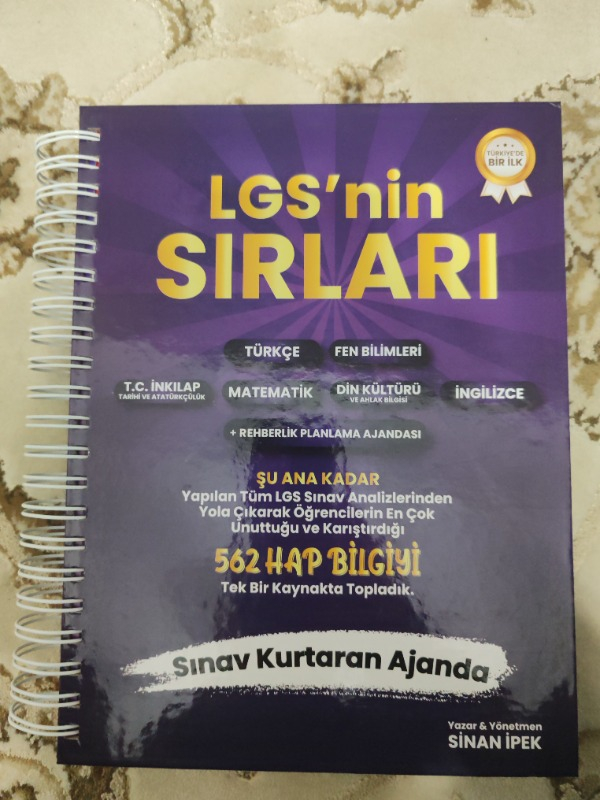 TÜRKİYE'DE
BİR İLK
LGS'nin
SIRLARI
TÜRKÇE
FEN BİLİMLERİ
T.C. İNKILAP
TARİHİ VE ATATÜRKÇÜLÜK
MATEMATİK
DİN KÜLTÜRÜ
VE AHLAK BİLGİSİ
İNGİLİZCE
+ REHBERLİK PLANLAMA AJANDASI
ŞU ANA KADAR
Yapılan Tüm LGS Sınav Analizlerinden
Yola Çıkarak Öğrencilerin En Çok
Unuttuğu ve Karıştırdığı
562 HAP BİLGİYİ
Tek Bir Kaynakta Topladık.
Sınav Kurtaran Ajanda
Yazar & Yönetmen
SİNAN İPEK